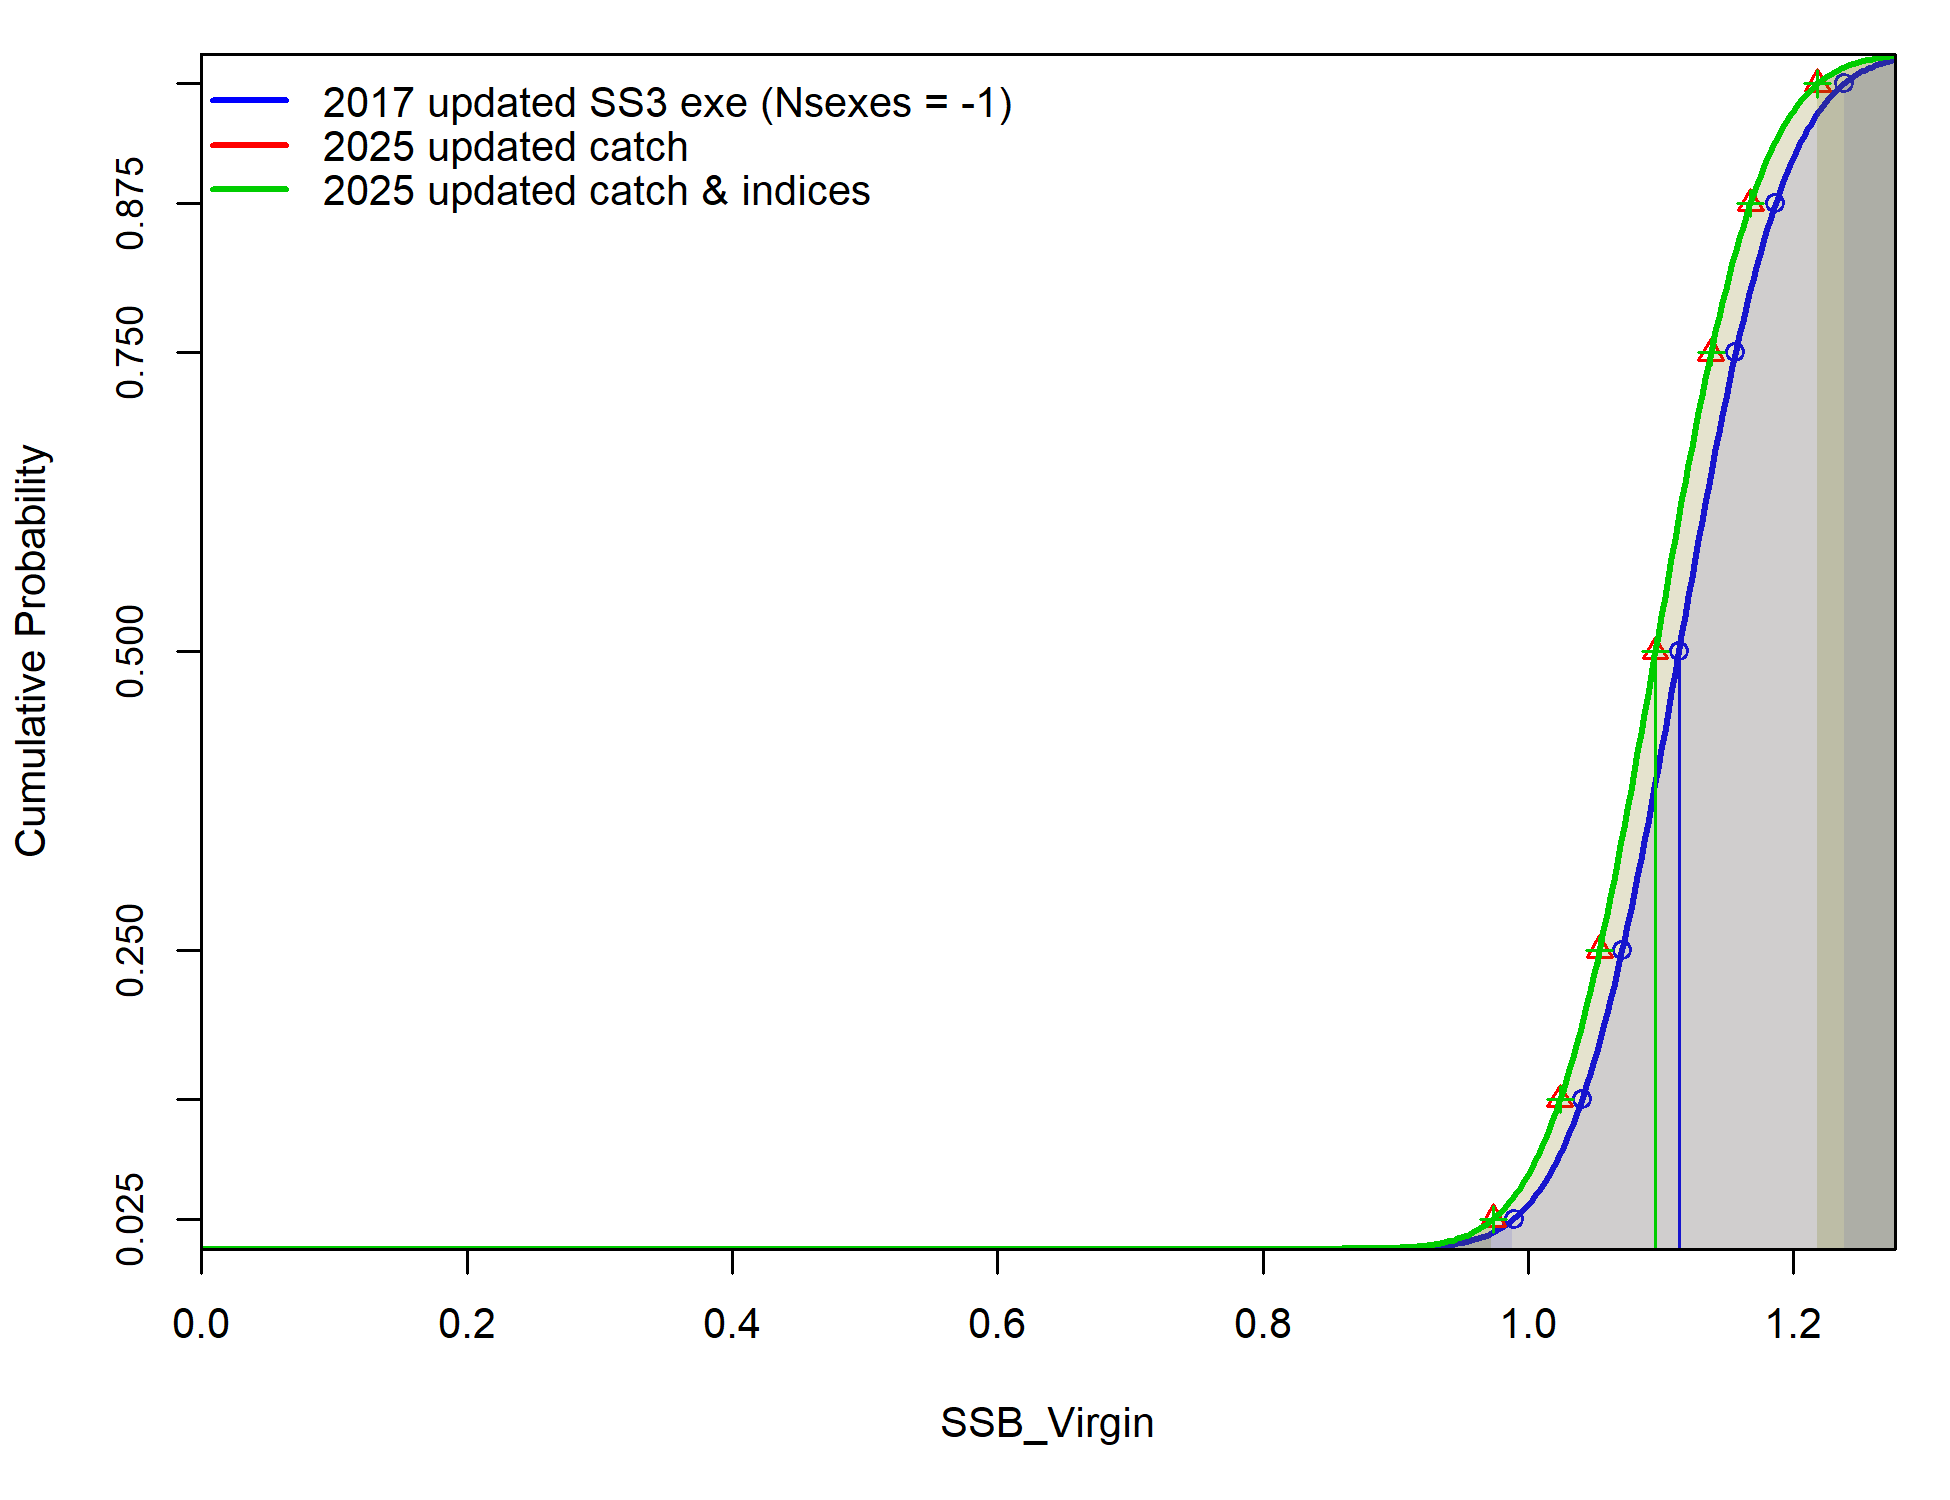 2017 updated SS3 exe (Nsexes = -1)
2025 updated catch
2025 updated catch & indices
Cumulative Probability
0.875
0.750
0.500
0.250
0.025
0.0 0.2 0.4 0.6 0.8 1.0 1.2
SSB_Virgin